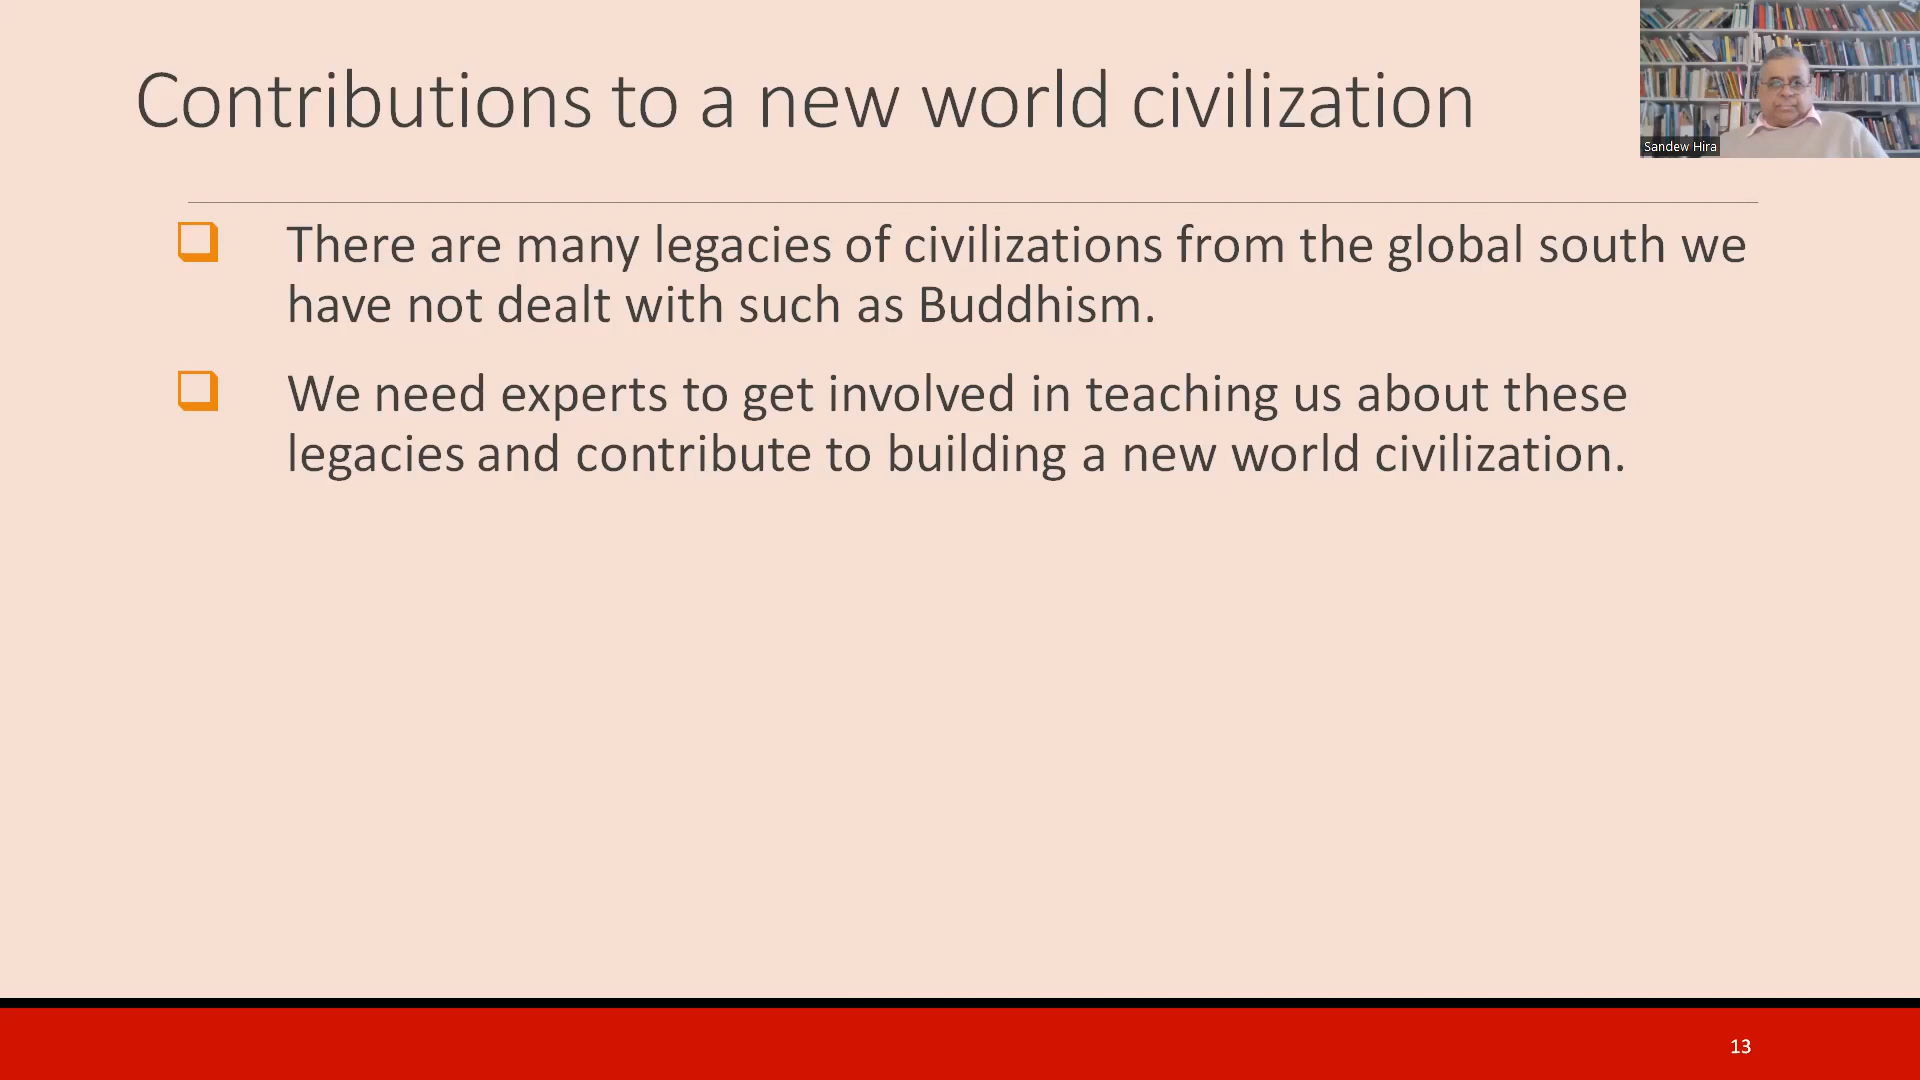 Contributions to a new world civilization
Sandew Hira
There are many legacies of civilizations from the global south we
have not dealt with such as Buddhism.
We need experts to get involved in teaching us about these
legacies and contribute to building a new world civilization.
13